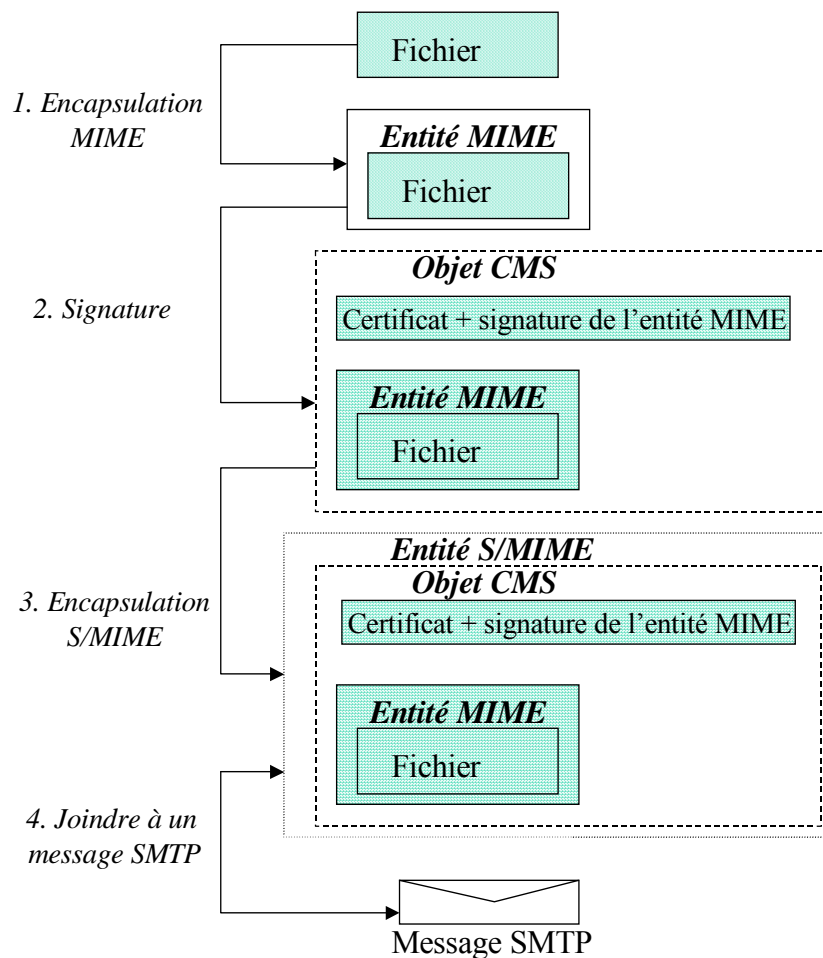 Fichier
1. Encapsulation
MIME
Entité MIME
Fichier
2. Signature
Objet CMS
Certificat + signature de l'entité MIME
Entité MIME
Fichier
3. Encapsulation
S/MIME
Entité S/MIME
Objet CMS
Certificat + signature de l'entité MIME
Entité MIME
Fichier
4. Joindre à un
message SMTP
Message SMTP